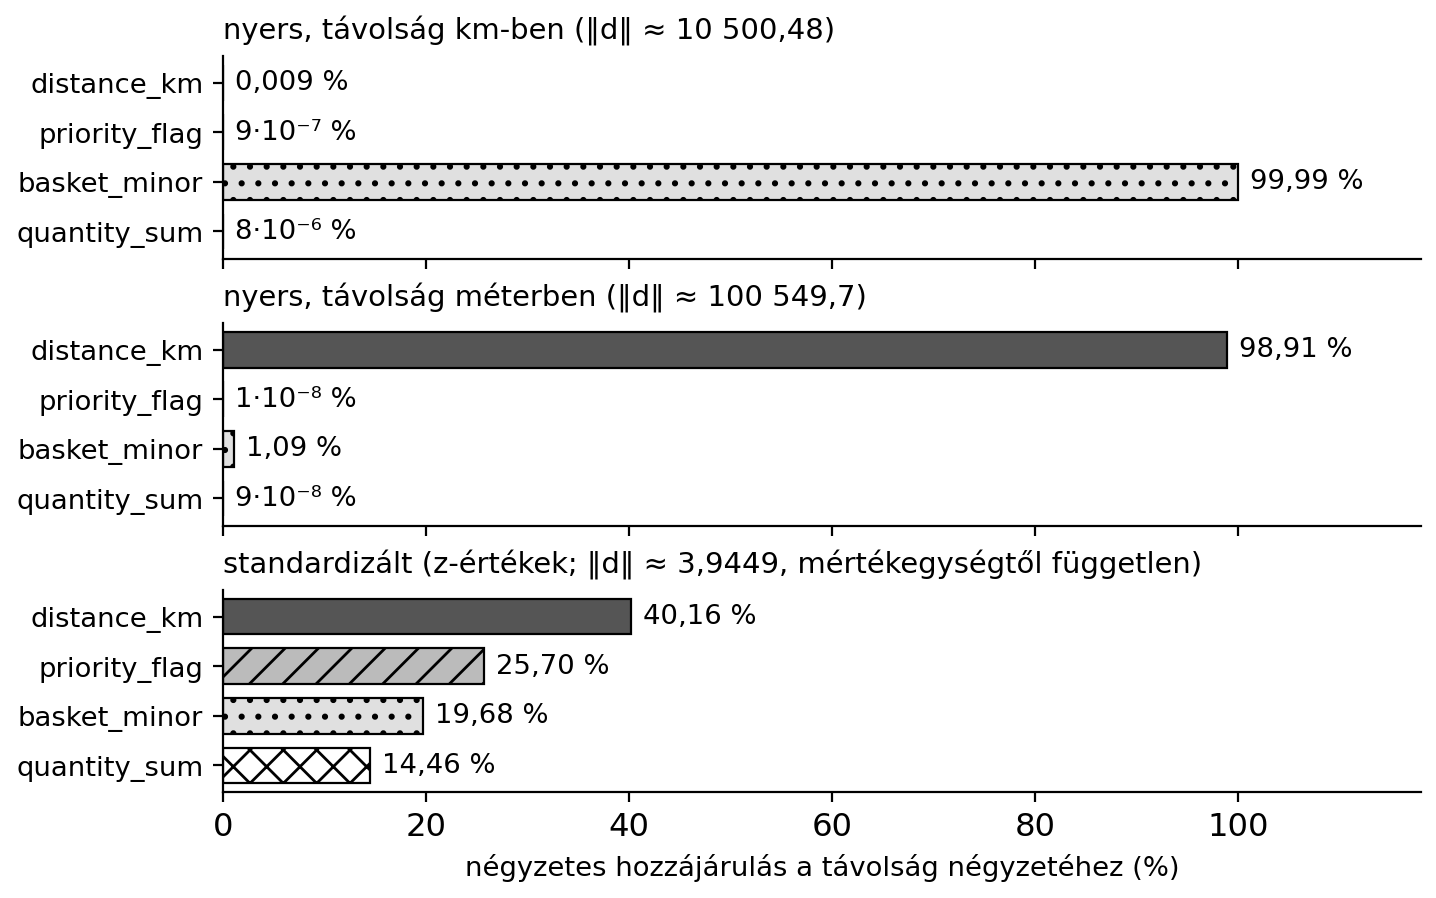 nyers, távolság km-ben (‖d‖ ≈ 10 500,48)
distance_km 0,009 %
priority_flag 9·10⁻⁷ %
basket_minor 99,99 %
quantity_sum 8·10⁻⁶ %
nyers, távolság méterben (‖d‖ ≈ 100 549,7)
distance_km 98,91 %
priority_flag 1·10⁻⁸ %
basket_minor 1,09 %
quantity_sum 9·10⁻⁸ %
standardizált (z-értékek; ‖d‖ ≈ 3,9449, mértékegységtől független)
distance_km 40,16 %
priority_flag 25,70 %
basket_minor 19,68 %
quantity_sum 14,46 %
0 20 40 60 80 100
négyzetes hozzájárulás a távolság négyzetéhez (%)